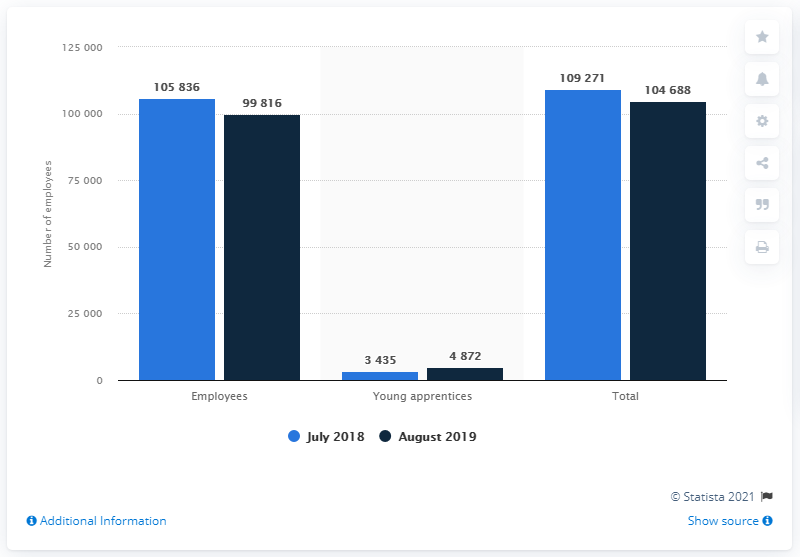 125 000
100 000
75 000
50 000
25 000
0
Number of employees
105 836
99 816
3 435
4 872
109 271
104 688
Employees
Young apprentices
Total
July 2018
August 2019
© Statista 2021
Additional Information
Show source